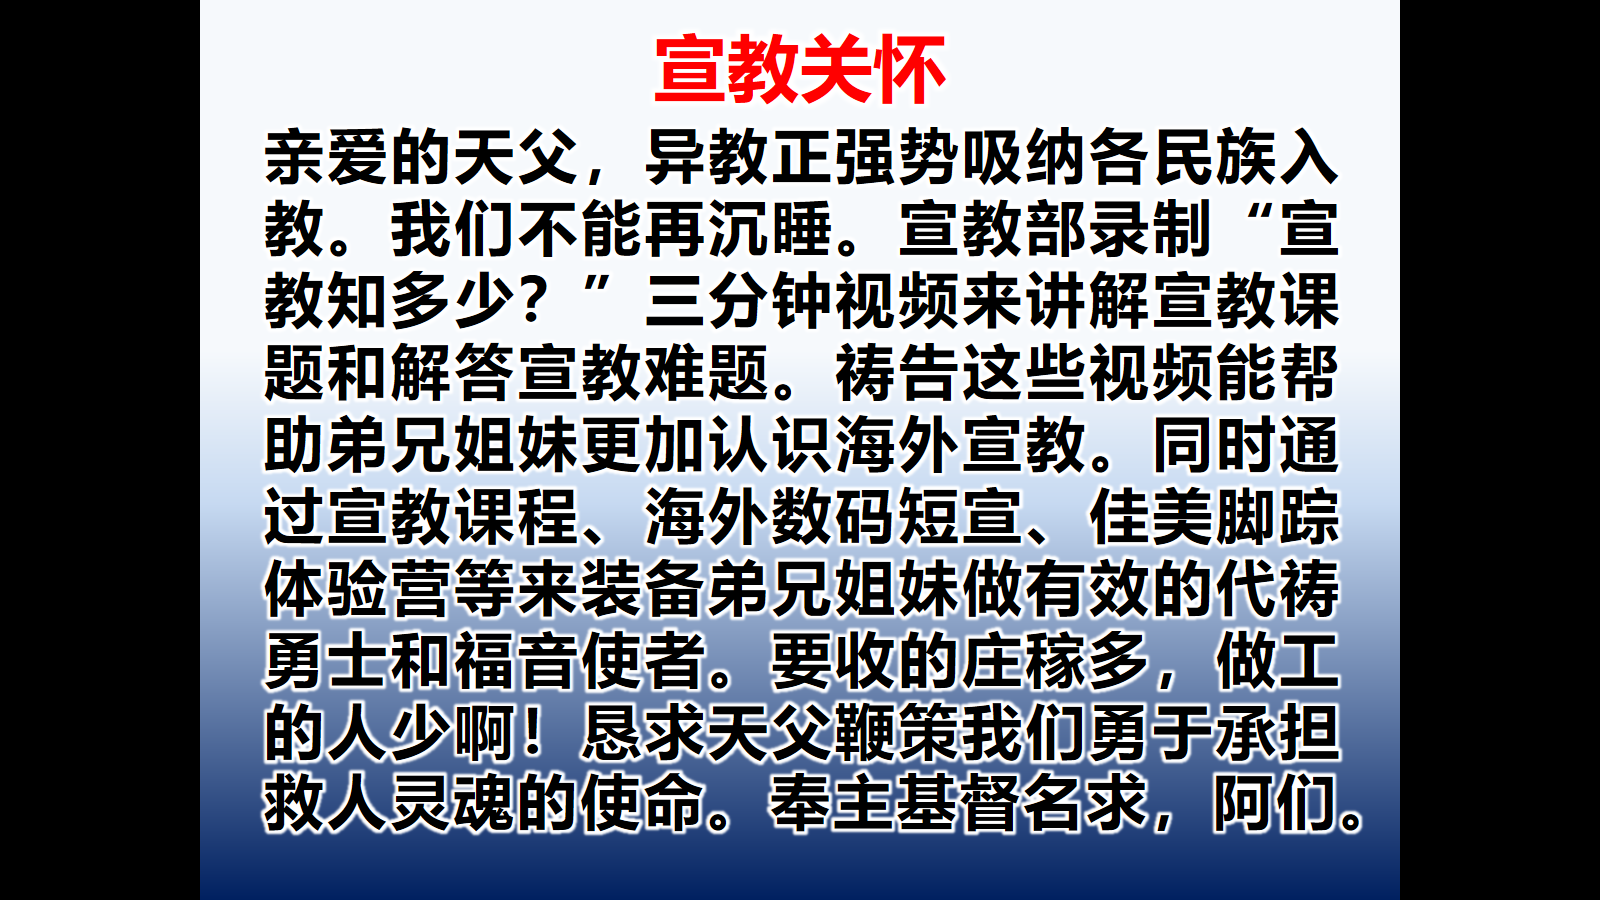 宣教关怀
亲爱的天父，异教正强势吸纳各民族入
教。我们不能再沉睡。宣教部录制“宣
教知多少？”三分钟视频来讲解宣教课
题和解答宣教难题。祷告这些视频能帮
助弟兄姐妹更加认识海外宣教。同时通
过宣教课程、海外数码短宣、佳美脚踪
体验营等来装备弟兄姐妹做有效的代祷
勇士和福音使者。要收的庄稼多，做工
的人少啊！恳求天父鞭策我们勇于承担
救人灵魂的使命。奉主基督名求，阿们。